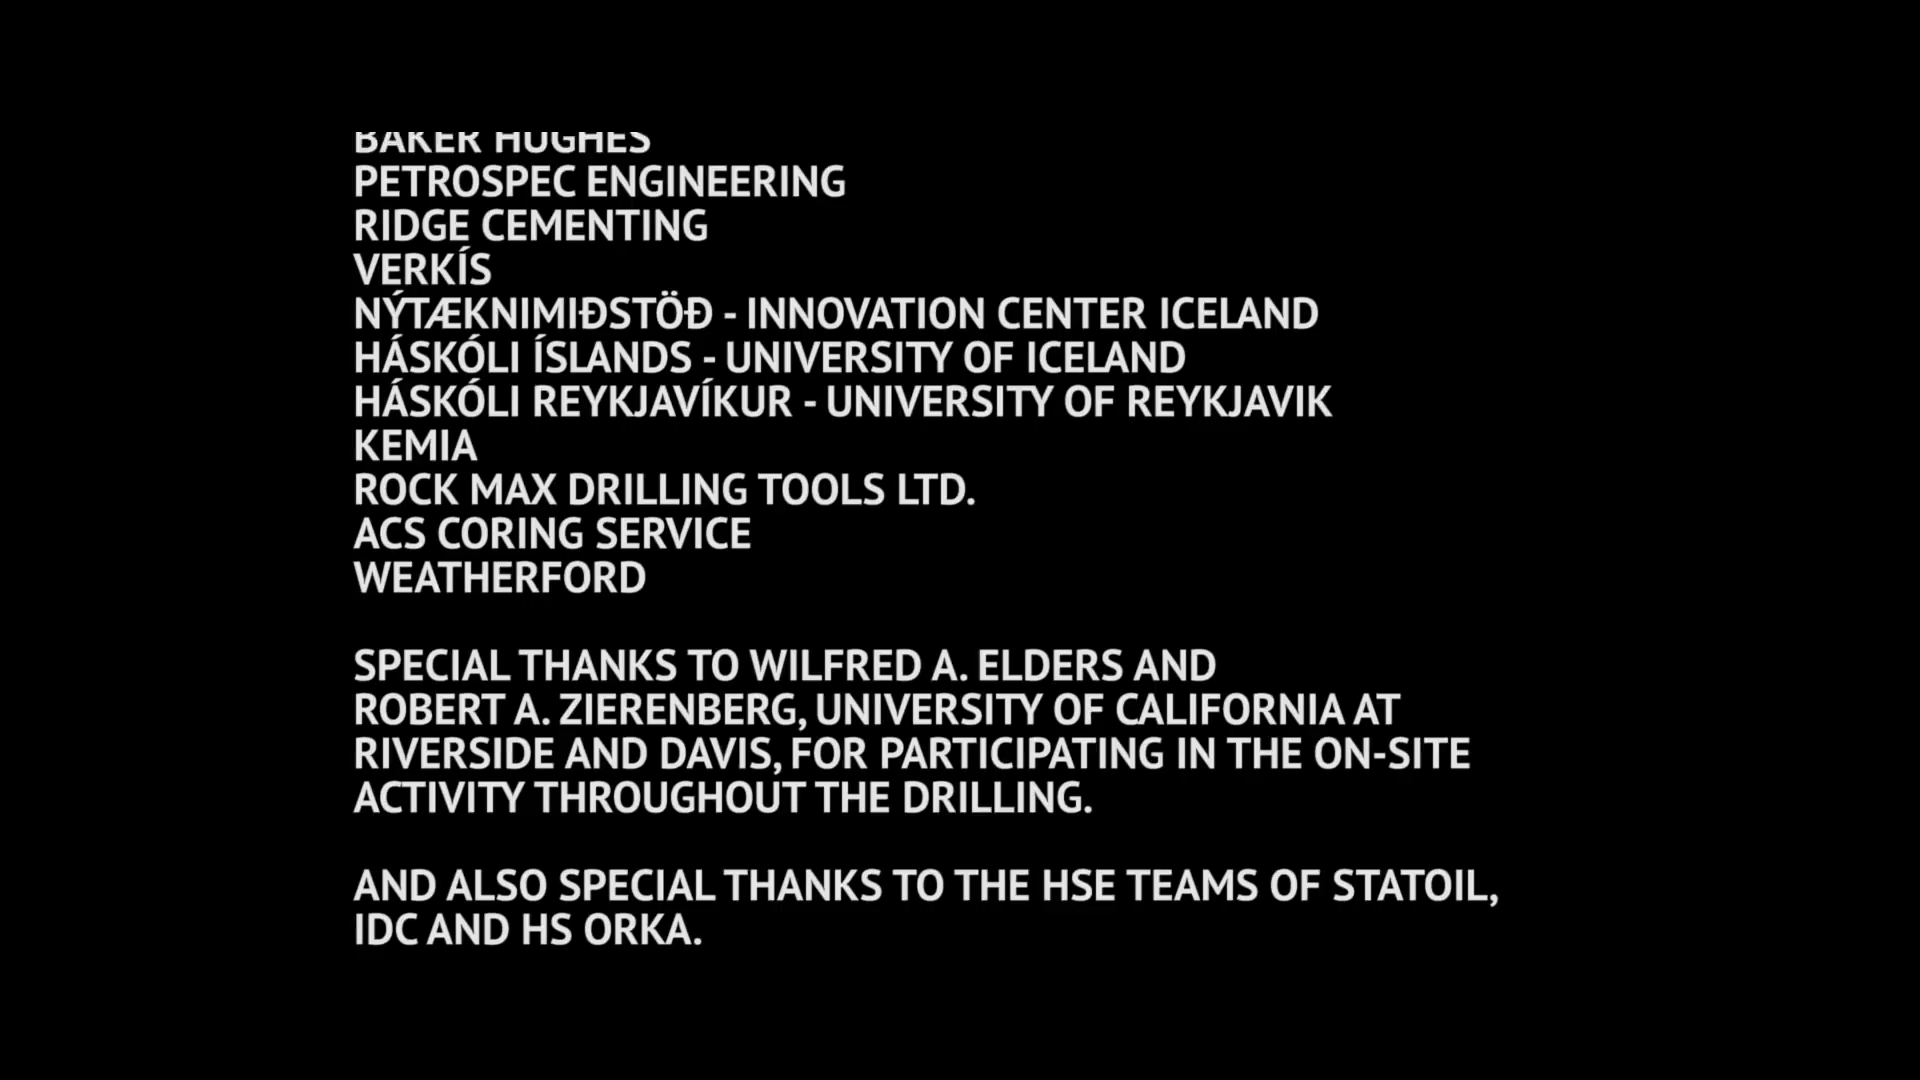 BAKER HUGHES
PETROSPEC ENGINEERING
RIDGE CEMENTING
VERKÍS
NÝTÆKNIMIÐSTÖÐ - INNOVATION CENTER ICELAND
HÁSKÓLI ÍSLANDS - UNIVERSITY OF ICELAND
HÁSKÓLI REYKJAVÍKUR - UNIVERSITY OF REYKJAVIK
KEMIA
ROCK MAX DRILLING TOOLS LTD.
ACS CORING SERVICE
WEATHERFORD
SPECIAL THANKS TO WILFRED A. ELDERS AND
ROBERT A. ZIERENBERG, UNIVERSITY OF CALIFORNIA AT
RIVERSIDE AND DAVIS, FOR PARTICIPATING IN THE ON-SITE
ACTIVITY THROUGHOUT THE DRILLING.
AND ALSO SPECIAL THANKS TO THE HSE TEAMS OF STATOIL,
IDC AND HS ORKA.